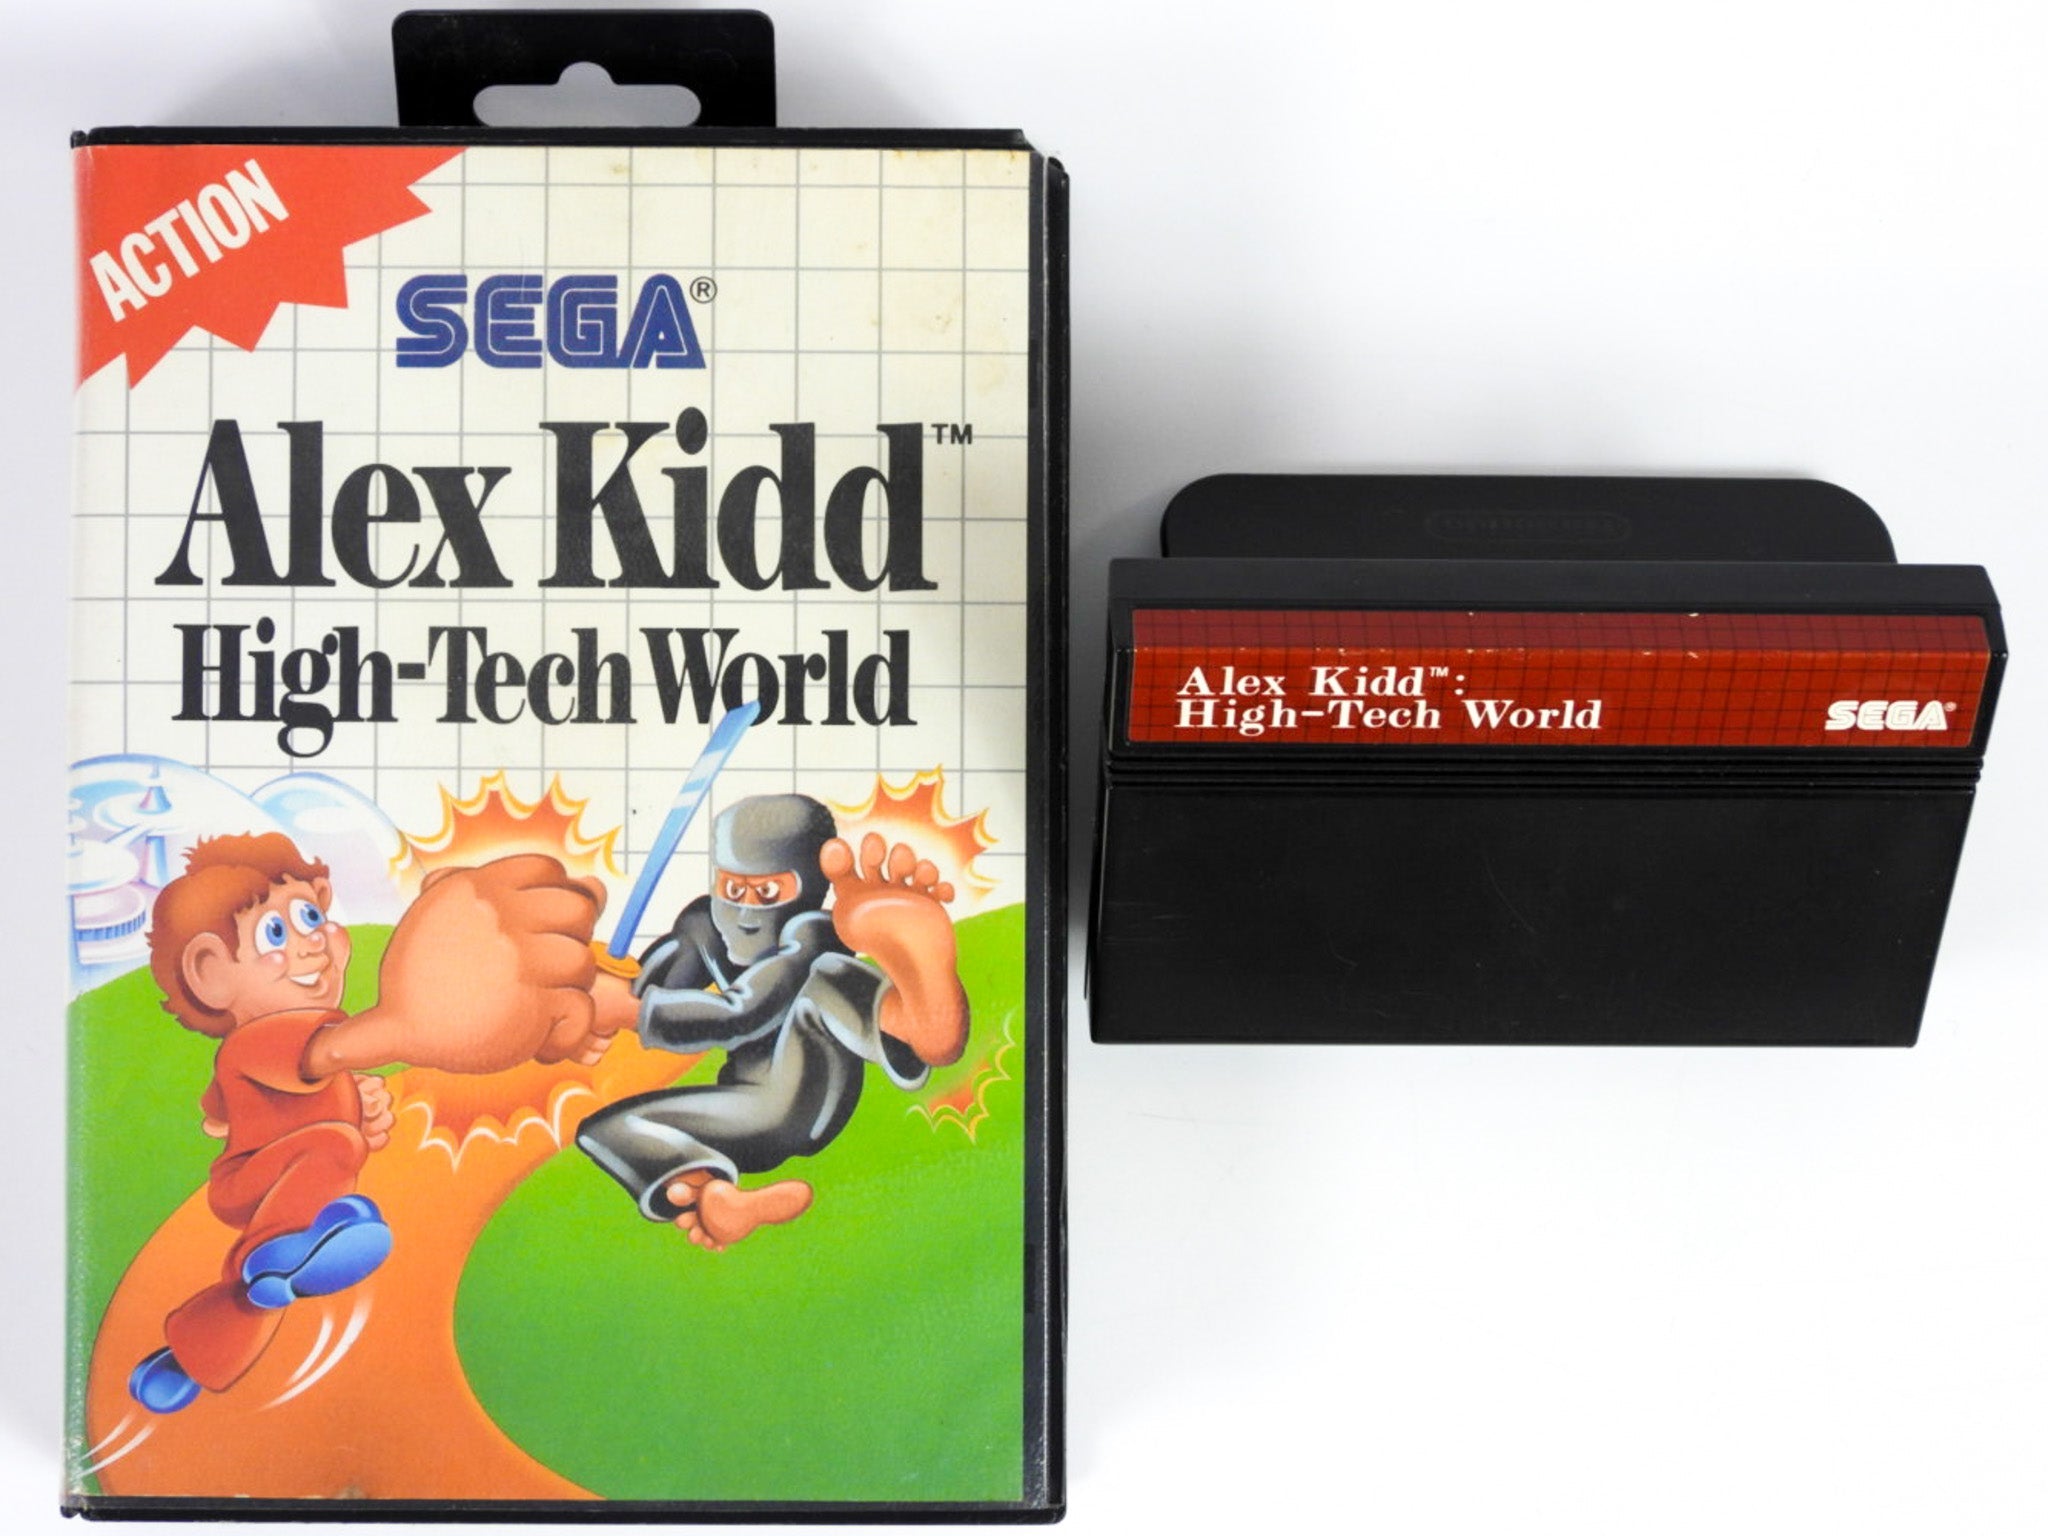 ACTION
SEGA®
Alex Kidd™
High-Tech World
Alex Kidd™:
High-Tech World
SEGA®